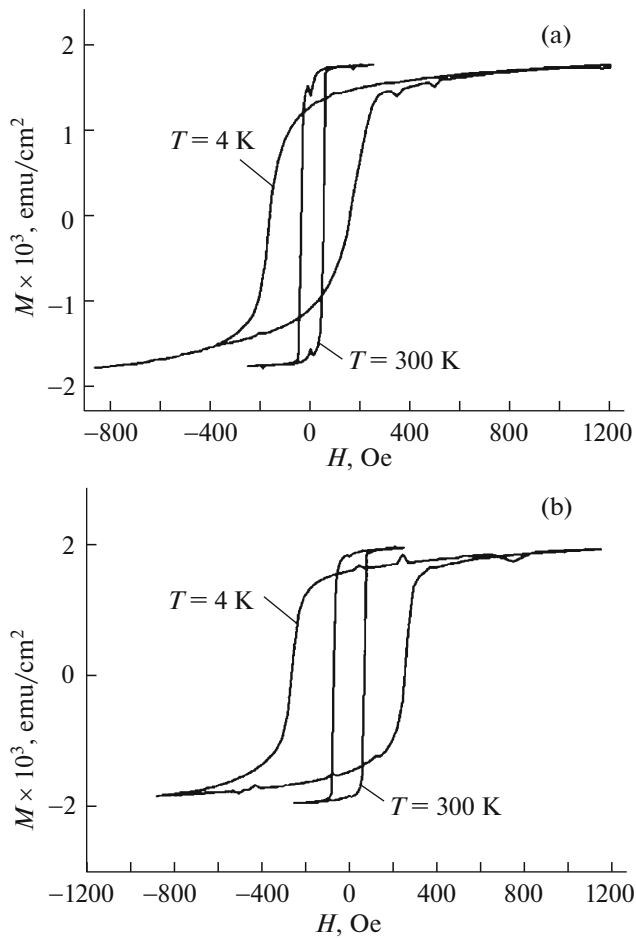 (a)
2
1
0
−1
−2
M × 10³, emu/cm²
T = 4 K
T = 300 K
−800 −400 0 400 800 1200
H, Oe
(b)
2
0
−2
M × 10³, emu/cm²
T = 4 K
T = 300 K
−1200 −800 −400 0 400 800 1200
H, Oe